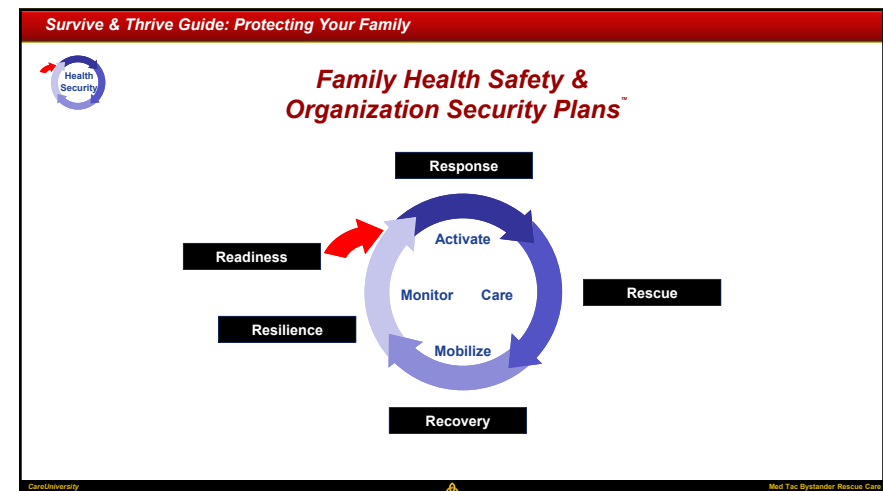 Survive & Thrive Guide: Protecting Your Family
Health
Security
Family Health Safety &
Organization Security Plans™
Response
Activate
Readiness
Monitor
Care
Rescue
Resilience
Mobilize
Recovery
CareUniversity
Med Tac Bystander Rescue Care